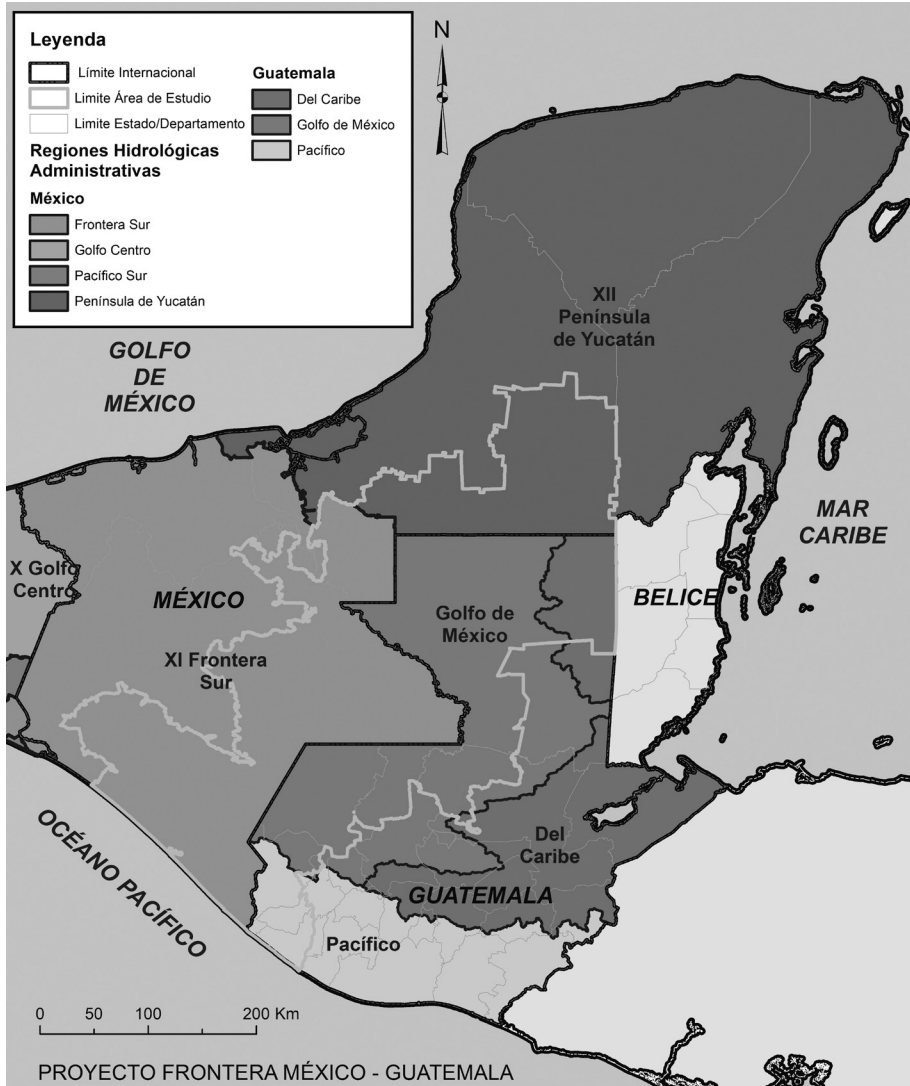 Leyenda
Límite Internacional
Limite Área de Estudio
Limite Estado/Departamento
Regiones Hidrológicas
Administrativas
México
Frontera Sur
Golfo Centro
Pacífico Sur
Península de Yucatán
Guatemala
Del Caribe
Golfo de México
Pacífico
N
GOLFO
DE
MÉXICO
XII
Península
de Yucatán
MAR
CARIBE
X Golfo
Centro
MÉXICO
XI Frontera
Sur
Golfo de
México
BELICE
OCÉANO PACÍFICO
Del
Caribe
GUATEMALA
Pacífico
0 50 100 200 Km
PROYECTO FRONTERA MÉXICO - GUATEMALA